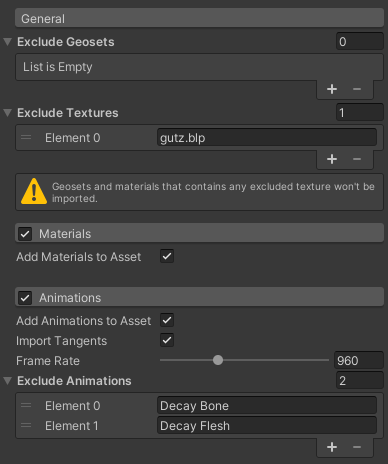 General
Exclude Geosets 0
List is Empty
Exclude Textures 1
Element 0 gutz.blp
Geosets and materials that contains any excluded texture won't be
imported.
Materials
Add Materials to Asset
Animations
Add Animations to Asset
Import Tangents
Frame Rate 960
Exclude Animations 2
Element 0 Decay Bone
Element 1 Decay Flesh